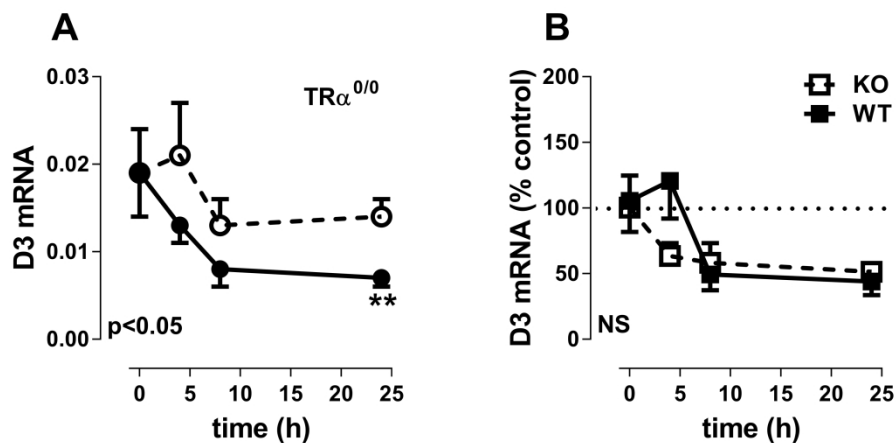 A
D3 mRNA
0.03
0.02
0.01
0.00
TRα0/0
**
p<0.05
0 5 10 15 20 25
time (h)
B
D3 mRNA (% control)
200
150
100
50
0
KO
WT
NS
0 5 10 15 20 25
time (h)